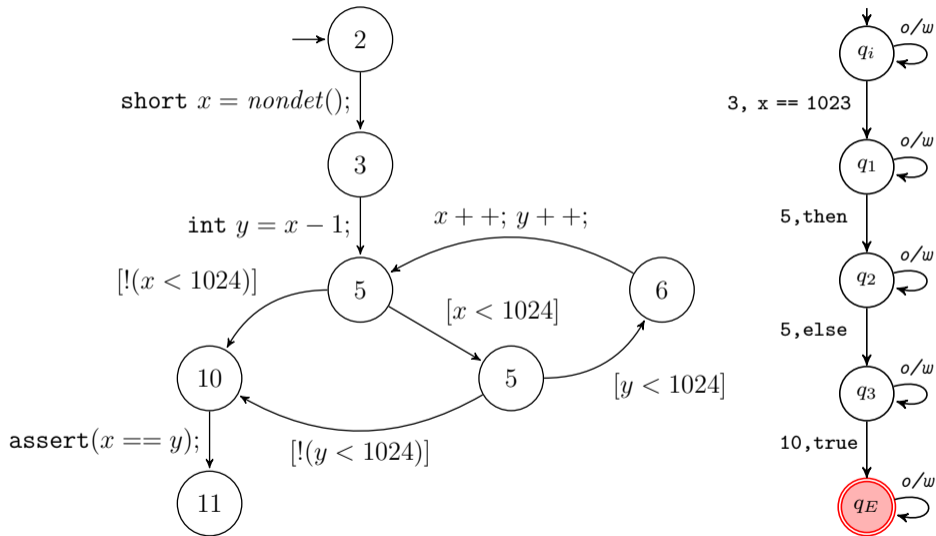 2
short x = nondet();
3
int y = x − 1;
x + +; y + +;
[!(x < 1024)]
5
6
[x < 1024]
10
5
[y < 1024]
assert(x == y);
[!(y < 1024)]
11
q_i
o/w
3, x == 1023
q_1
o/w
5,then
q_2
o/w
5,else
q_3
o/w
10,true
q_E
o/w